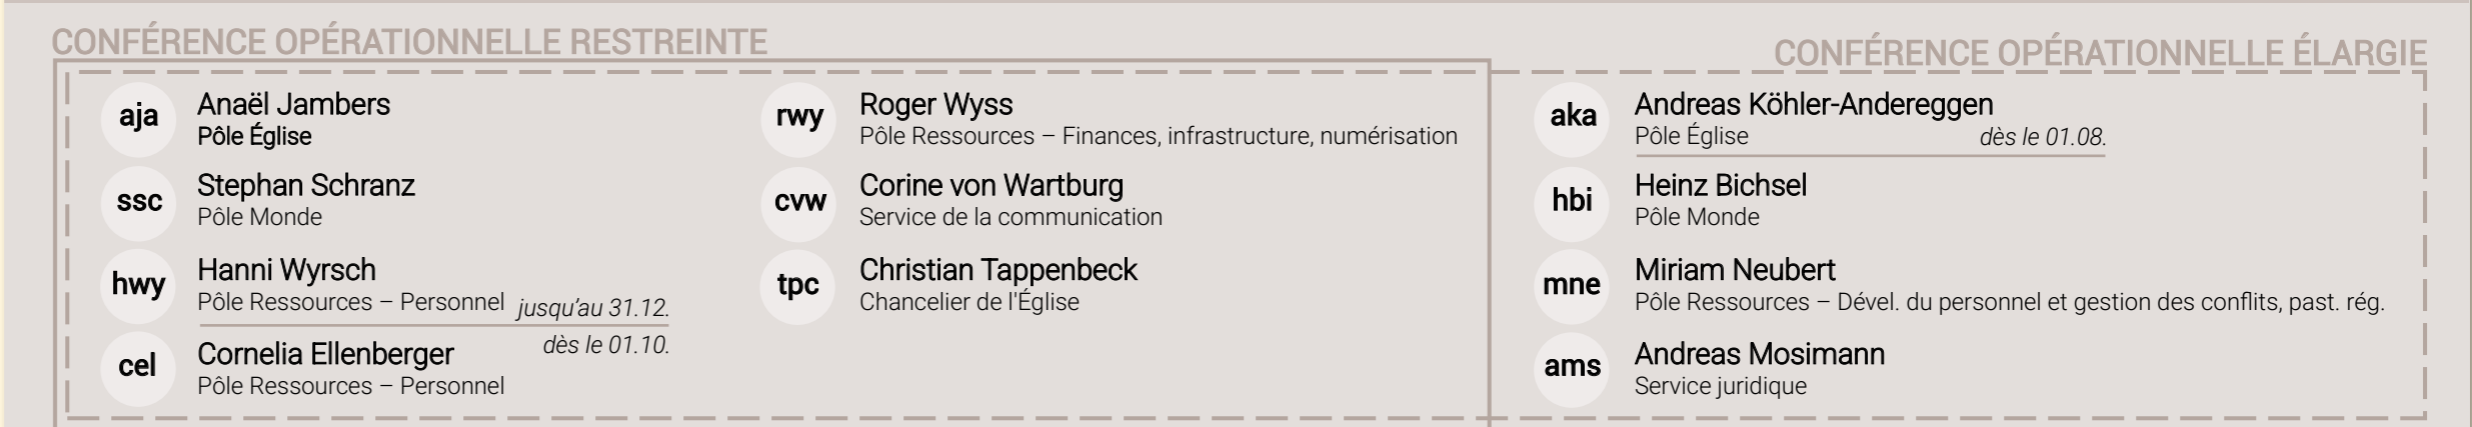 CONFÉRENCE OPÉRATIONNELLE RESTREINTE
aja
Anaël Jambers
Pôle Église
ssc
Stephan Schranz
Pôle Monde
hwy
Hanni Wyrsch
Pôle Ressources – Personnel jusqu'au 31.12.
dès le 01.10.
cel
Cornelia Ellenberger
Pôle Ressources – Personnel
rwy
Roger Wyss
Pôle Ressources – Finances, infrastructure, numérisation
cvw
Corine von Wartburg
Service de la communication
tpc
Christian Tappenbeck
Chancelier de l'Église
CONFÉRENCE OPÉRATIONNELLE ÉLARGIE
aka
Andreas Köhler-Andereggen
Pôle Église dès le 01.08.
hbi
Heinz Bichsel
Pôle Monde
mne
Miriam Neubert
Pôle Ressources – Dével. du personnel et gestion des conflits, past. rég.
ams
Andreas Mosimann
Service juridique